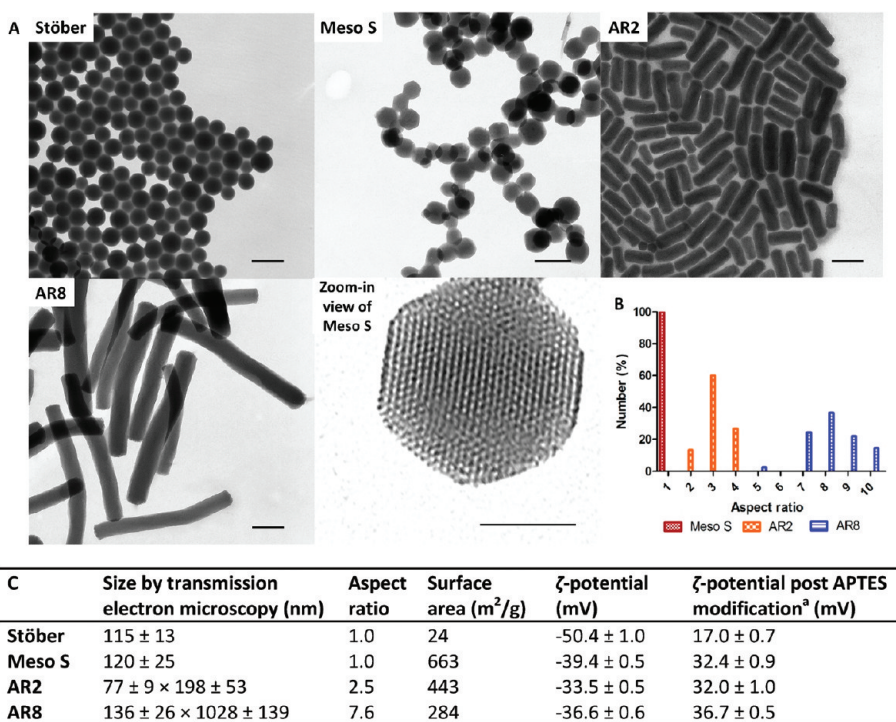 A
Stöber
Meso S
AR2
AR8
Zoom-in
view of
Meso S
B
Number (%)
100
80
60
40
20
0
1 2 3 4 5 6 7 8 9 10
Aspect ratio
Meso S AR2 AR8
C Size by transmission Aspect Surface ζ-potential ζ-potential post APTES
electron microscopy (nm) ratio area (m²/g) (mV) modificationᵃ (mV)
Stöber 115 ± 13 1.0 24 -50.4 ± 1.0 17.0 ± 0.7
Meso S 120 ± 25 1.0 663 -39.4 ± 0.5 32.4 ± 0.9
AR2 77 ± 9 × 198 ± 53 2.5 443 -33.5 ± 0.5 32.0 ± 1.0
AR8 136 ± 26 × 1028 ± 139 7.6 284 -36.6 ± 0.6 36.7 ± 0.5